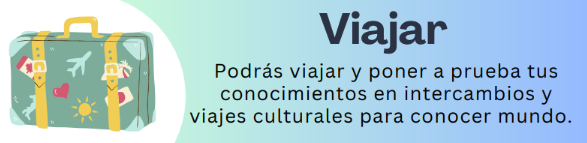 Viajar
Podrás viajar y poner a prueba tus
conocimientos en intercambios y
viajes culturales para conocer mundo.